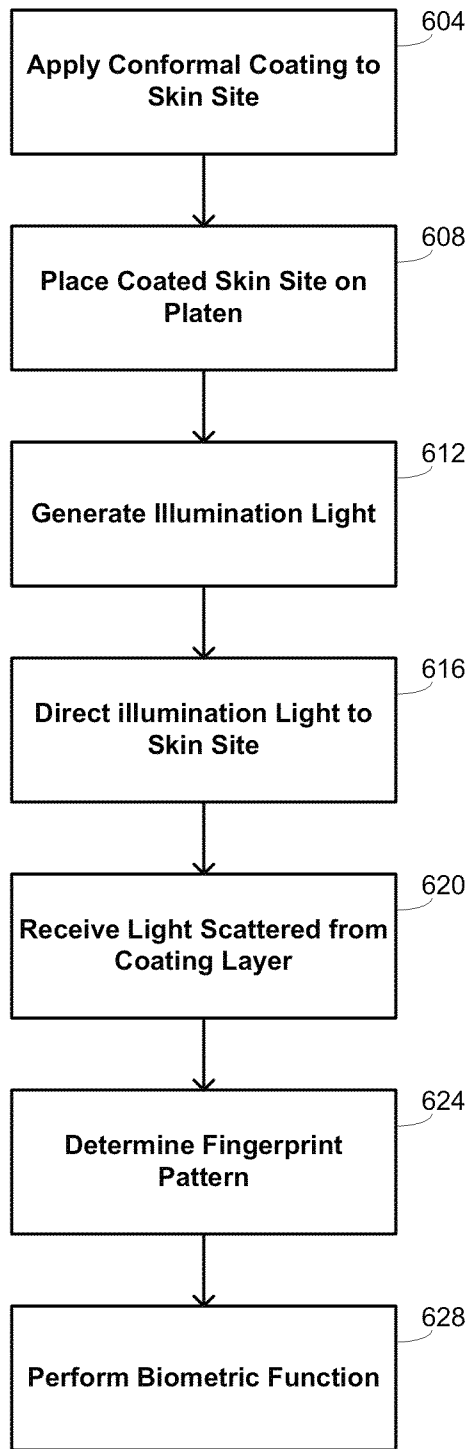 604
Apply Conformal Coating to
Skin Site
608
Place Coated Skin Site on
Platen
612
Generate Illumination Light
616
Direct illumination Light to
Skin Site
620
Receive Light Scattered from
Coating Layer
624
Determine Fingerprint
Pattern
628
Perform Biometric Function